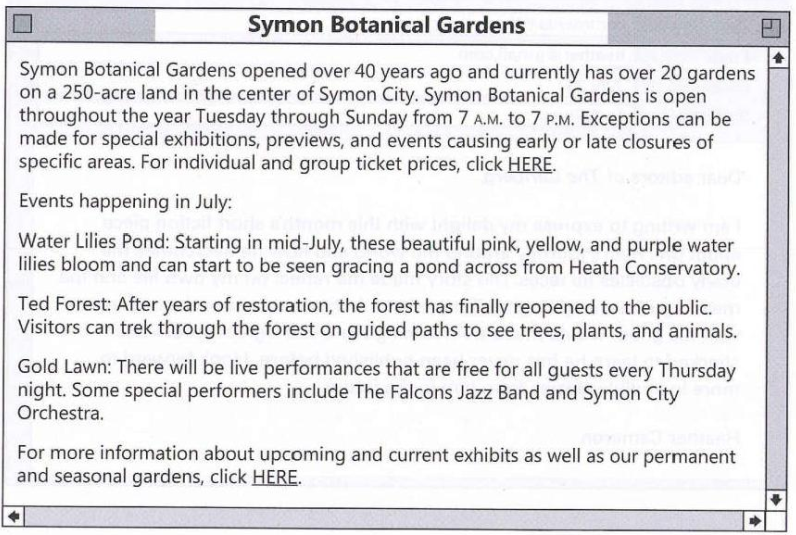 Symon Botanical Gardens
Symon Botanical Gardens opened over 40 years ago and currently has over 20 gardens
on a 250-acre land in the center of Symon City. Symon Botanical Gardens is open
throughout the year Tuesday through Sunday from 7 A.M. to 7 P.M. Exceptions can be
made for special exhibitions, previews, and events causing early or late closures of
specific areas. For individual and group ticket prices, click HERE.
Events happening in July:
Water Lilies Pond: Starting in mid-July, these beautiful pink, yellow, and purple water
lilies bloom and can start to be seen gracing a pond across from Heath Conservatory.
Ted Forest: After years of restoration, the forest has finally reopened to the public.
Visitors can trek through the forest on guided paths to see trees, plants, and animals.
Gold Lawn: There will be live performances that are free for all guests every Thursday
night. Some special performers include The Falcons Jazz Band and Symon City
Orchestra.
For more information about upcoming and current exhibits as well as our permanent
and seasonal gardens, click HERE.